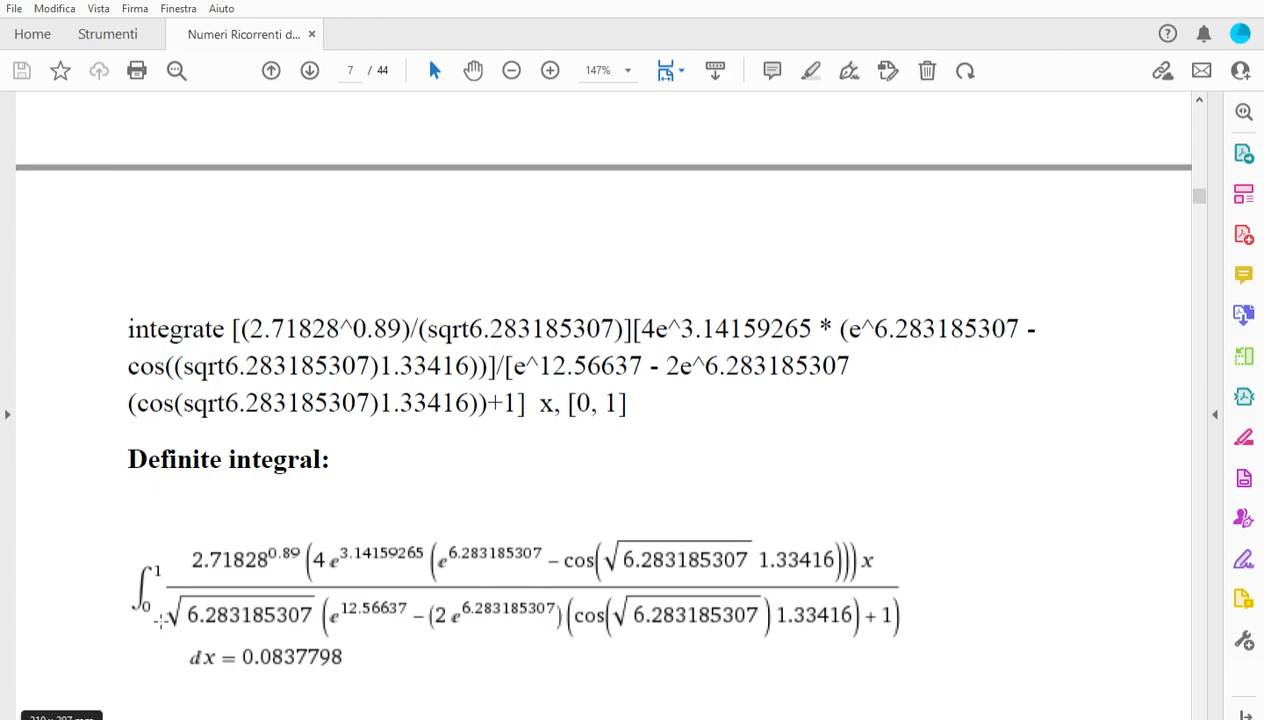 File Modifica Vista Firma Finestra Aiuto
Home Strumenti Numeri Ricorrenti d... ×
7 / 44 147%
integrate [(2.71828^0.89)/(sqrt6.283185307)][4e^3.14159265 * (e^6.283185307 -
cos((sqrt6.283185307)1.33416))]/[e^12.56637 - 2e^6.283185307
(cos(sqrt6.283185307)1.33416))+1] x, [0, 1]
Definite integral:
∫₀¹ 2.71828^0.89 (4 e^3.14159265 (e^6.283185307 − cos(√6.283185307 1.33416))) x
√6.283185307 (e^12.56637 − (2 e^6.283185307) (cos(√6.283185307) 1.33416) + 1)
dx = 0.0837798